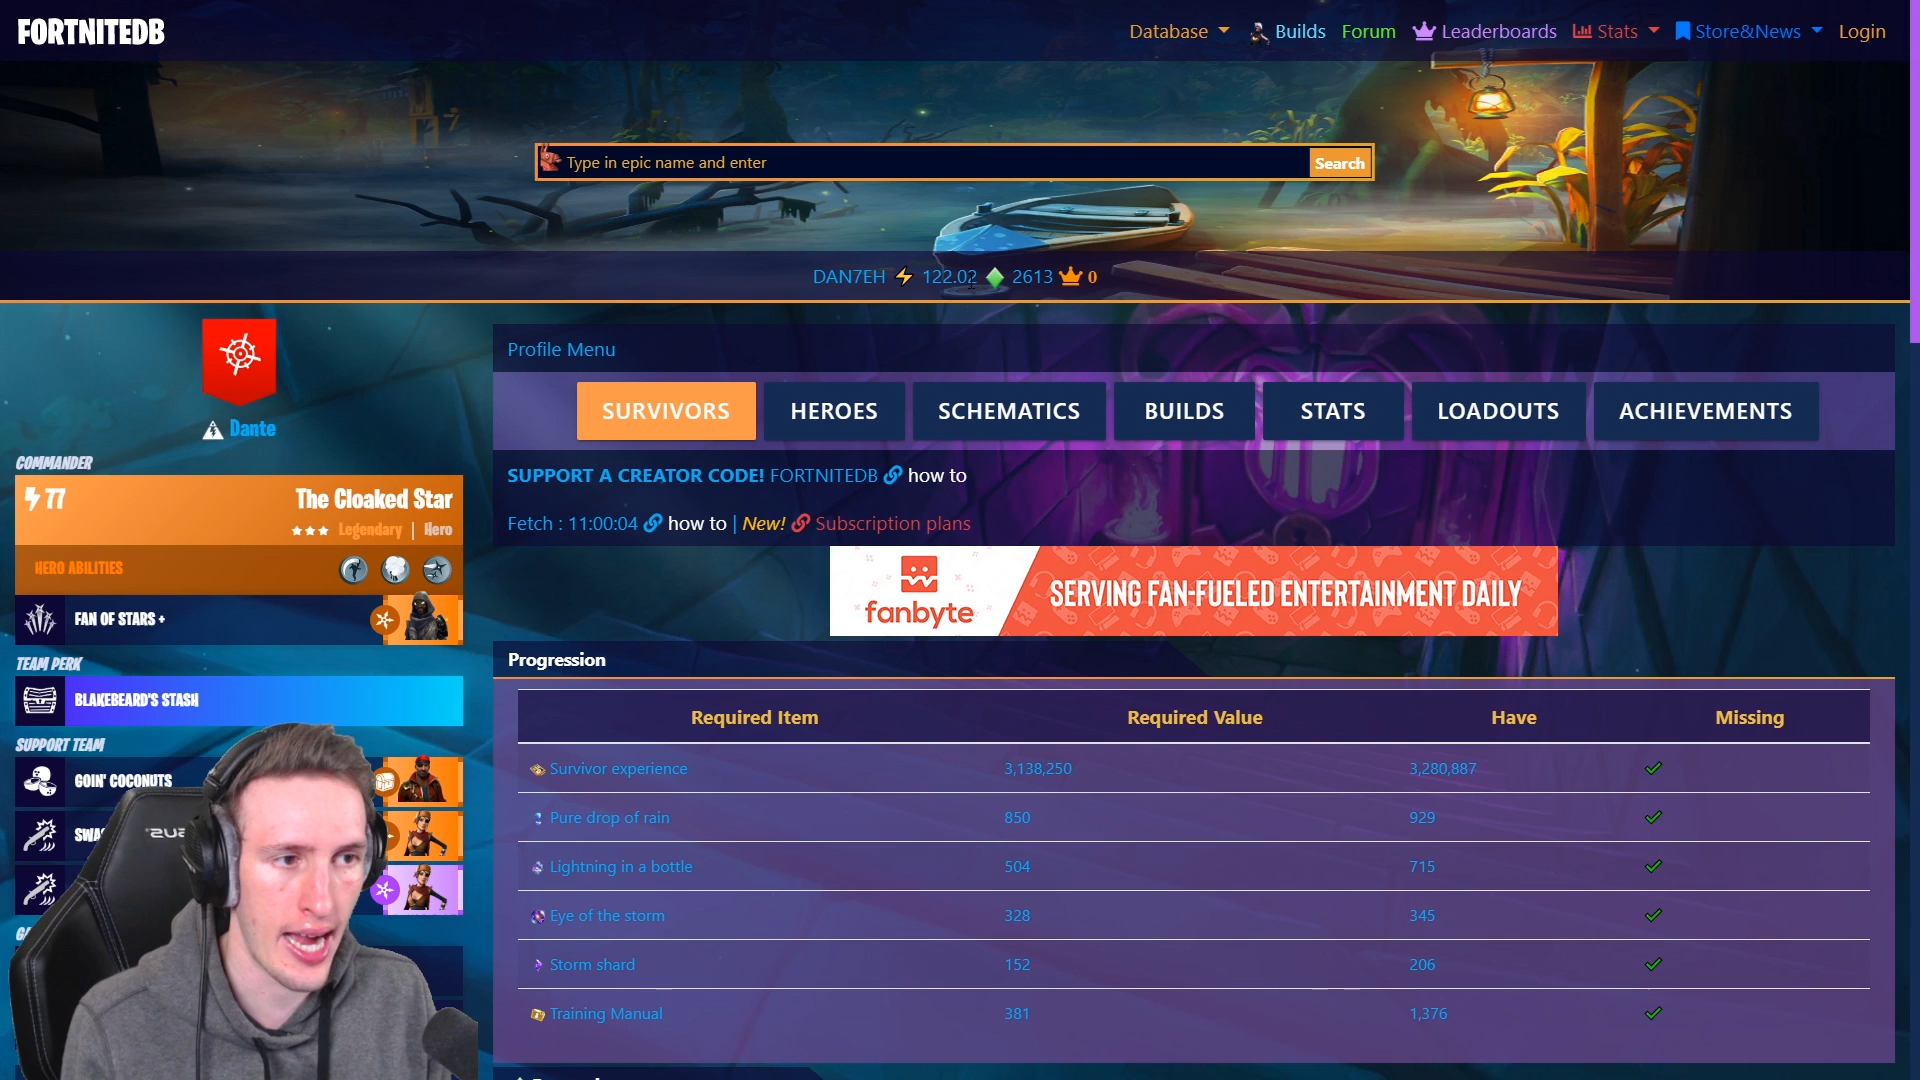 FORTNITEDB
Database Builds Forum Leaderboards Stats Store&News Login
Type in epic name and enter Search
DAN7EH 122.02 2613 0
Dante
COMMANDER
77 The Cloaked Star
Legendary | Hero
HERO ABILITIES
FAN OF STARS +
TEAM PERK
BLAKEBEARD'S STASH
SUPPORT TEAM
GOIN' COCONUTS
Profile Menu
SURVIVORS HEROES SCHEMATICS BUILDS STATS LOADOUTS ACHIEVEMENTS
SUPPORT A CREATOR CODE! FORTNITEDB how to
Fetch : 11:00:04 how to | New! Subscription plans
fanbyte SERVING FAN-FUELED ENTERTAINMENT DAILY
Progression
Required Item Required Value Have Missing
Survivor experience 3,138,250 3,280,887
Pure drop of rain 850 929
Lightning in a bottle 504 715
Eye of the storm 328 345
Storm shard 152 206
Training Manual 381 1,376